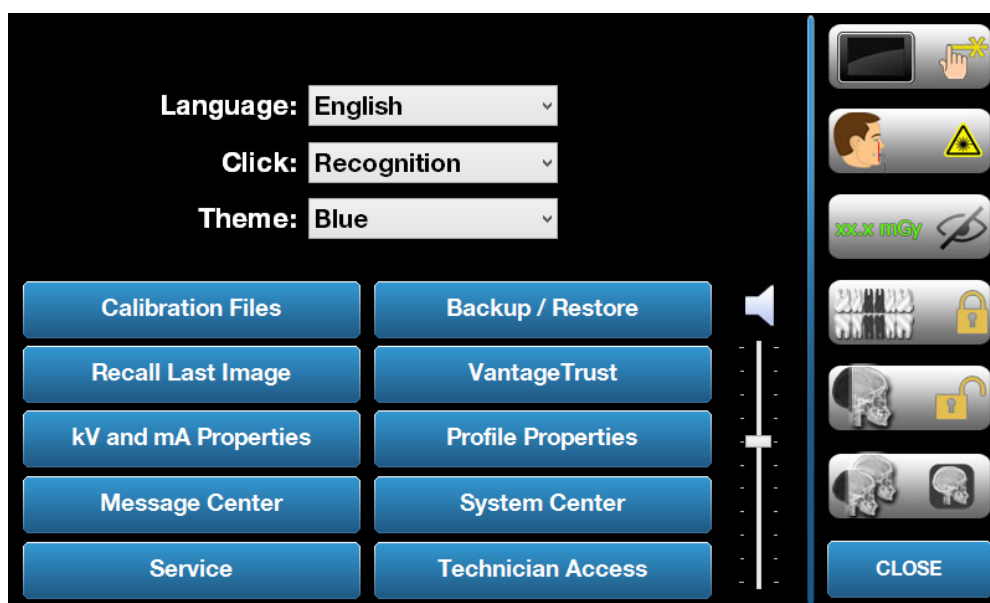 Language: English
Click: Recognition
Theme: Blue
xx.x mGy
Calibration Files
Backup / Restore
Recall Last Image
VantageTrust
kV and mA Properties
Profile Properties
Message Center
System Center
Service
Technician Access
CLOSE